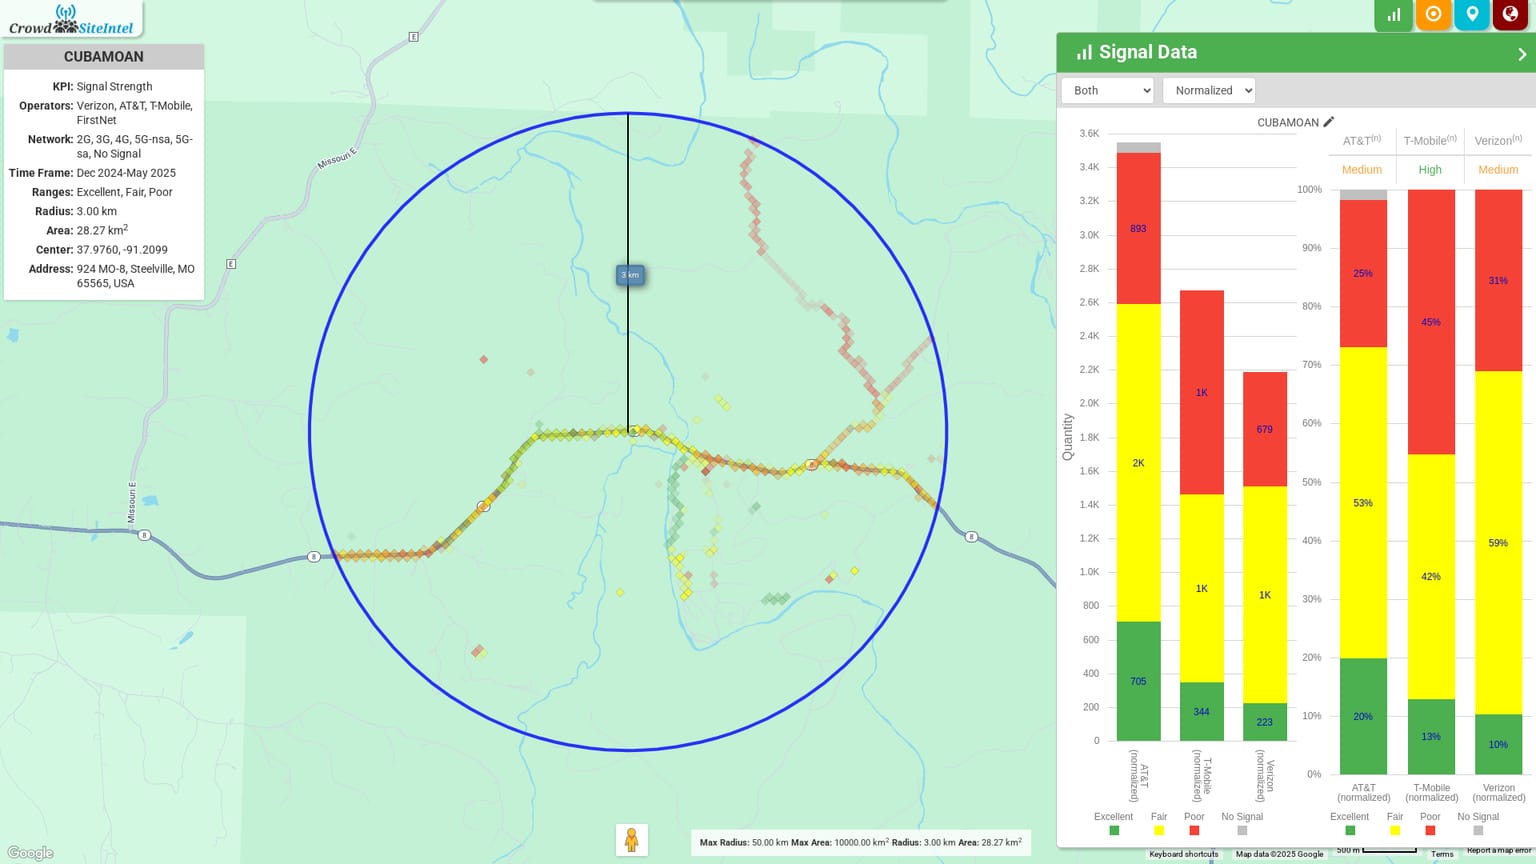 Crowd SiteIntel
CUBAMOAN
KPI: Signal Strength
Operators: Verizon, AT&T, T-Mobile,
FirstNet
Network: 2G, 3G, 4G, 5G-nsa, 5G-
sa, No Signal
Time Frame: Dec 2024-May 2025
Ranges: Excellent, Fair, Poor
Radius: 3.00 km
Area: 28.27 km²
Center: 37.9760, -91.2099
Address: 924 MO-8, Steelville, MO
65565, USA
E
Missouri E
E
Missouri E
8
8
8
3 km
Signal Data
Both
Normalized
CUBAMOAN
3.6K
3.4K
3.2K
3.0K
2.8K
2.6K
2.4K
2.2K
2.0K
1.8K
1.6K
1.4K
1.2K
1.0K
800
600
400
200
0
Quantity
893
2K
705
1K
1K
344
679
1K
223
AT&T
(normalized)
T-Mobile
(normalized)
Verizon
(normalized)
Excellent Fair Poor No Signal
AT&T(n) T-Mobile(n) Verizon(n)
Medium High Medium
100%
90%
80%
70%
60%
50%
40%
30%
20%
10%
0%
25%
53%
20%
45%
42%
13%
31%
59%
10%
AT&T
(normalized)
T-Mobile
(normalized)
Verizon
(normalized)
Excellent Fair Poor No Signal
Max Radius: 50.00 km Max Area: 10000.00 km² Radius: 3.00 km Area: 28.27 km²
Google
Keyboard shortcuts Map data ©2025 Google 500 m Terms Report a map error